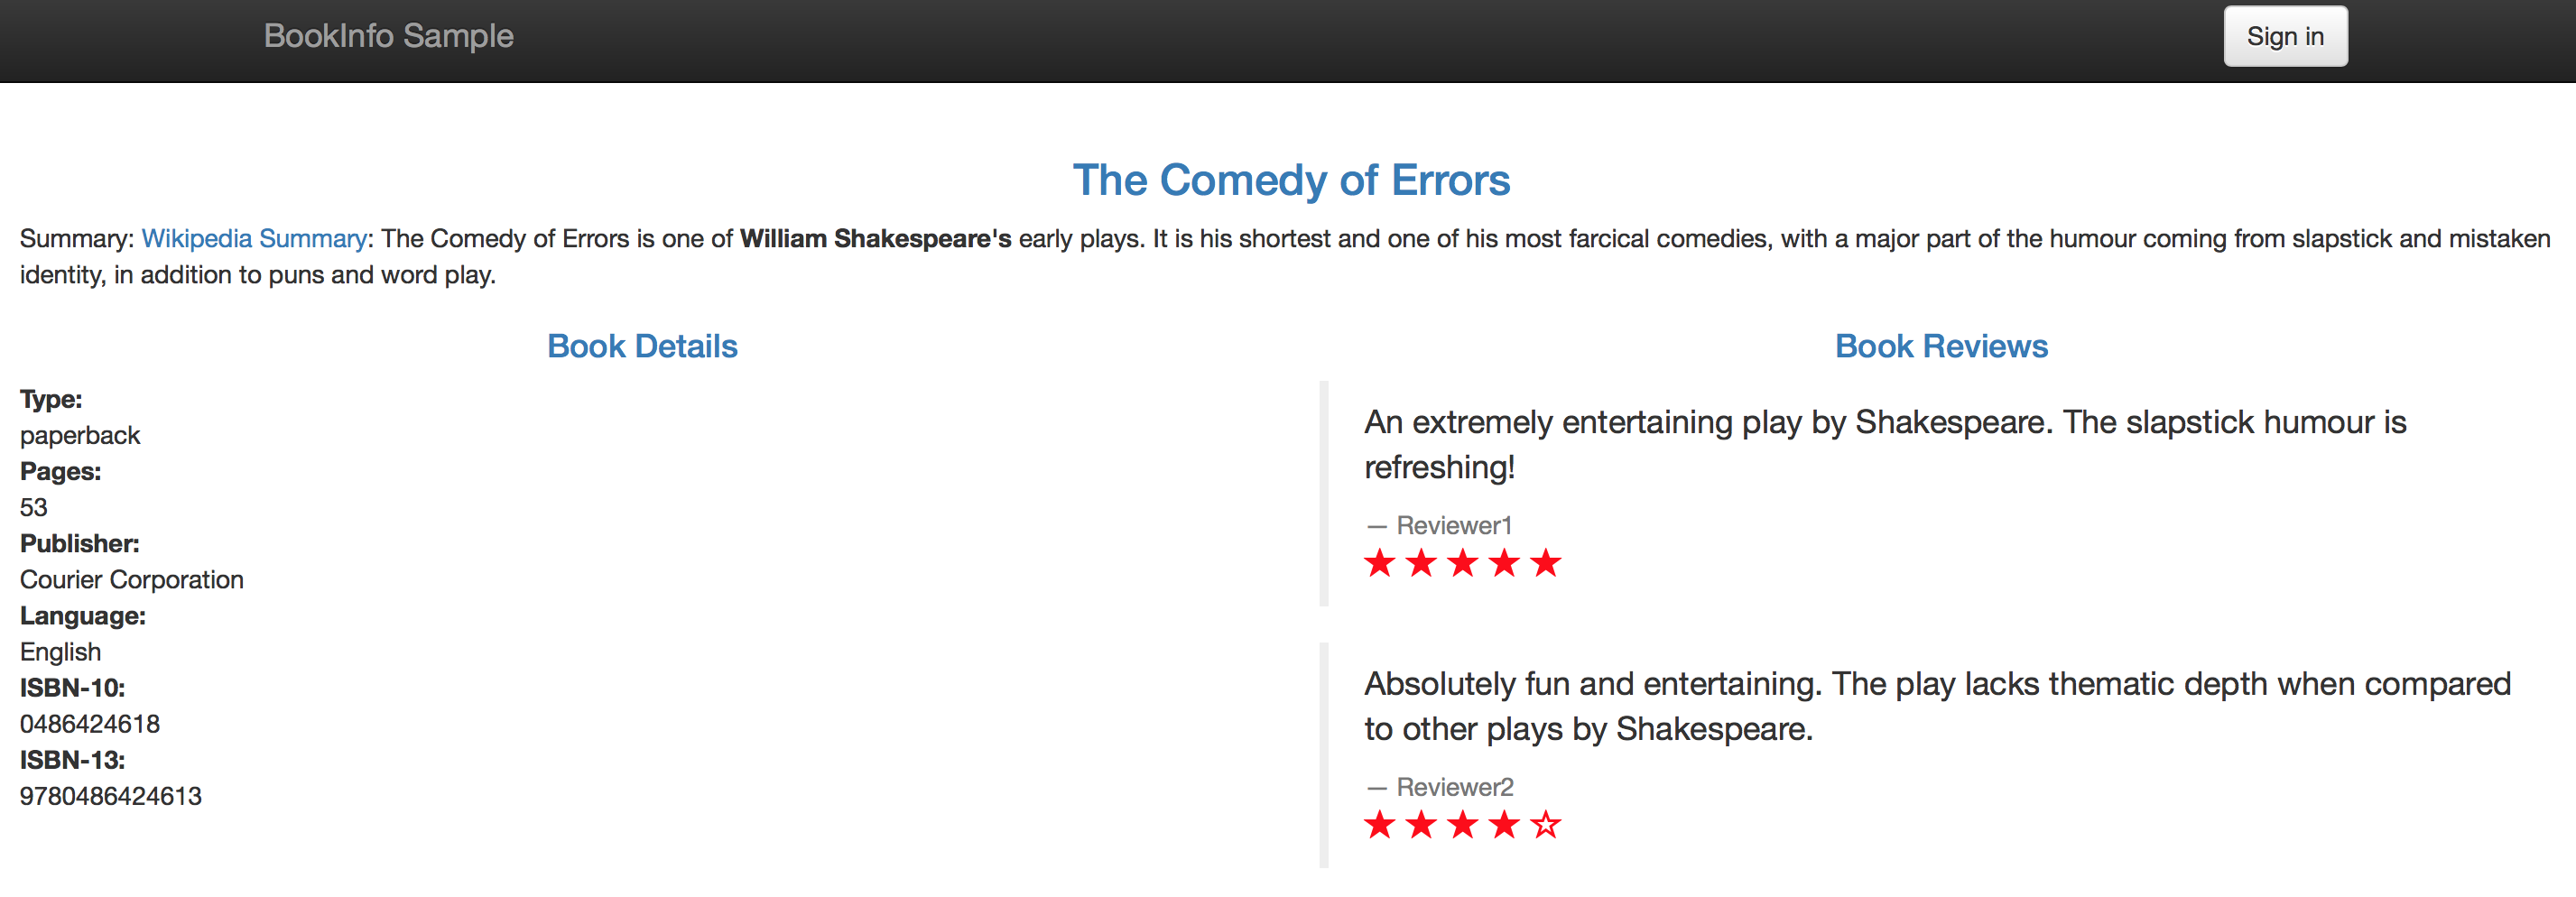 BookInfo Sample
Sign in
The Comedy of Errors
Summary: Wikipedia Summary: The Comedy of Errors is one of William Shakespeare's early plays. It is his shortest and one of his most farcical comedies, with a major part of the humour coming from slapstick and mistaken
identity, in addition to puns and word play.
Book Details
Type:
paperback
Pages:
53
Publisher:
Courier Corporation
Language:
English
ISBN-10:
0486424618
ISBN-13:
9780486424613
Book Reviews
An extremely entertaining play by Shakespeare. The slapstick humour is
refreshing!
— Reviewer1
★ ★ ★ ★ ★
Absolutely fun and entertaining. The play lacks thematic depth when compared
to other plays by Shakespeare.
— Reviewer2
★ ★ ★ ★ ☆